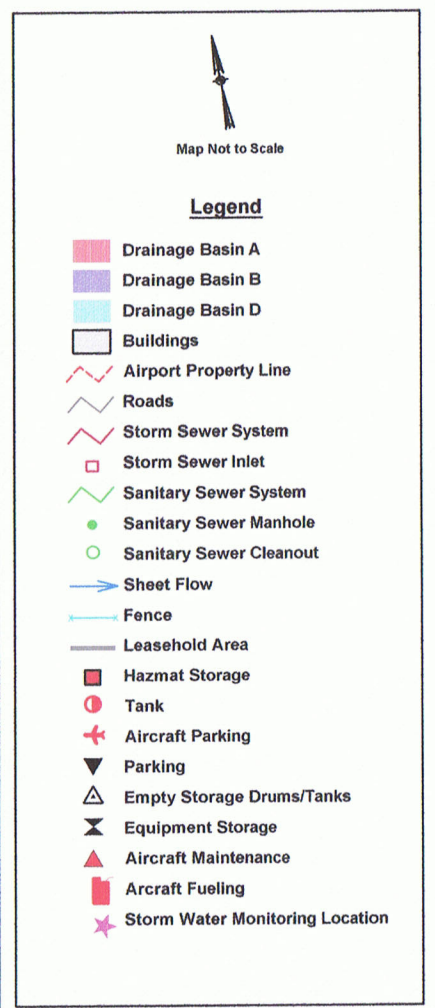 Map Not to Scale
Legend
Drainage Basin A
Drainage Basin B
Drainage Basin D
Buildings
Airport Property Line
Roads
Storm Sewer System
Storm Sewer Inlet
Sanitary Sewer System
Sanitary Sewer Manhole
Sanitary Sewer Cleanout
Sheet Flow
Fence
Leasehold Area
Hazmat Storage
Tank
Aircraft Parking
Parking
Empty Storage Drums/Tanks
Equipment Storage
Aircraft Maintenance
Arcraft Fueling
Storm Water Monitoring Location